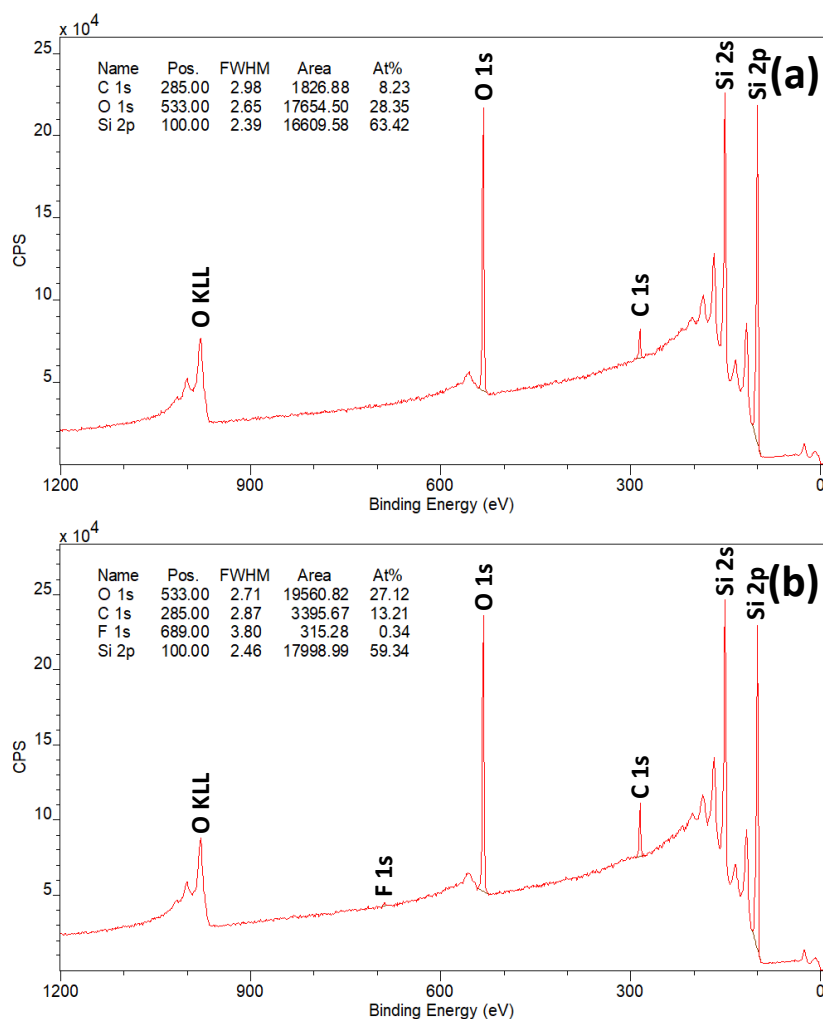 x 10⁴
(a)
Si 2s
Si 2p
O 1s
Name Pos. FWHM Area At%
C 1s 285.00 2.98 1826.88 8.23
O 1s 533.00 2.65 17654.50 28.35
Si 2p 100.00 2.39 16609.58 63.42
25
20
15
10
5
CPS
O KLL
C 1s
1200 900 600 300 0
Binding Energy (eV)
x 10⁴
(b)
Si 2s
Si 2p
O 1s
Name Pos. FWHM Area At%
O 1s 533.00 2.71 19560.82 27.12
C 1s 285.00 2.87 3395.67 13.21
F 1s 689.00 3.80 315.28 0.34
Si 2p 100.00 2.46 17998.99 59.34
25
20
15
10
5
CPS
O KLL
F 1s
C 1s
1200 900 600 300 0
Binding Energy (eV)